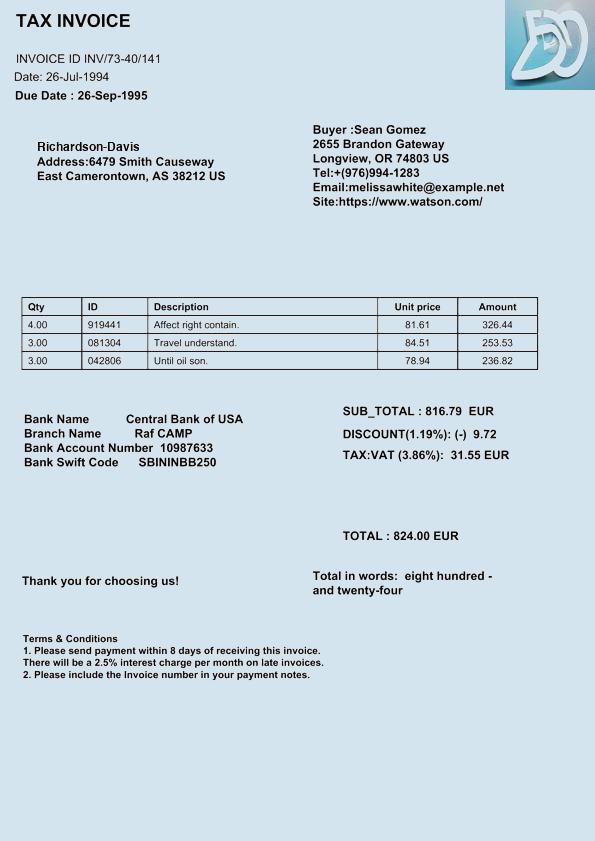 TAX INVOICE
INVOICE ID INV/73-40/141
Date: 26-Jul-1994
Due Date : 26-Sep-1995
Richardson-Davis
Address:6479 Smith Causeway
East Camerontown, AS 38212 US
Buyer :Sean Gomez
2655 Brandon Gateway
Longview, OR 74803 US
Tel:+(976)994-1283
Email:melissawhite@example.net
Site:https://www.watson.com/
Qty ID Description Unit price Amount
4.00 919441 Affect right contain. 81.61 326.44
3.00 081304 Travel understand. 84.51 253.53
3.00 042806 Until oil son. 78.94 236.82
Bank Name Central Bank of USA
Branch Name Raf CAMP
Bank Account Number 10987633
Bank Swift Code SBININBB250
SUB_TOTAL : 816.79 EUR
DISCOUNT(1.19%): (-) 9.72
TAX:VAT (3.86%): 31.55 EUR
TOTAL : 824.00 EUR
Total in words: eight hundred -
and twenty-four
Thank you for choosing us!
Terms & Conditions
1. Please send payment within 8 days of receiving this invoice.
There will be a 2.5% interest charge per month on late invoices.
2. Please include the Invoice number in your payment notes.